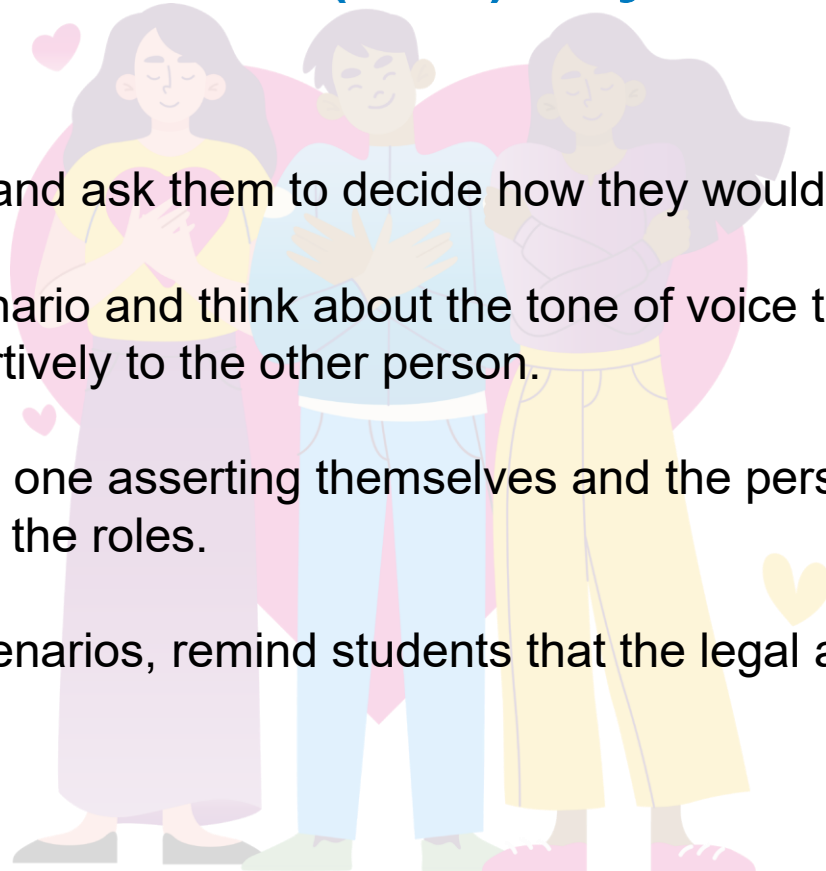 and ask them to decide how they would
nario and think about the tone of voice t
rtively to the other person.
one asserting themselves and the pers
the roles.
enarios, remind students that the legal a